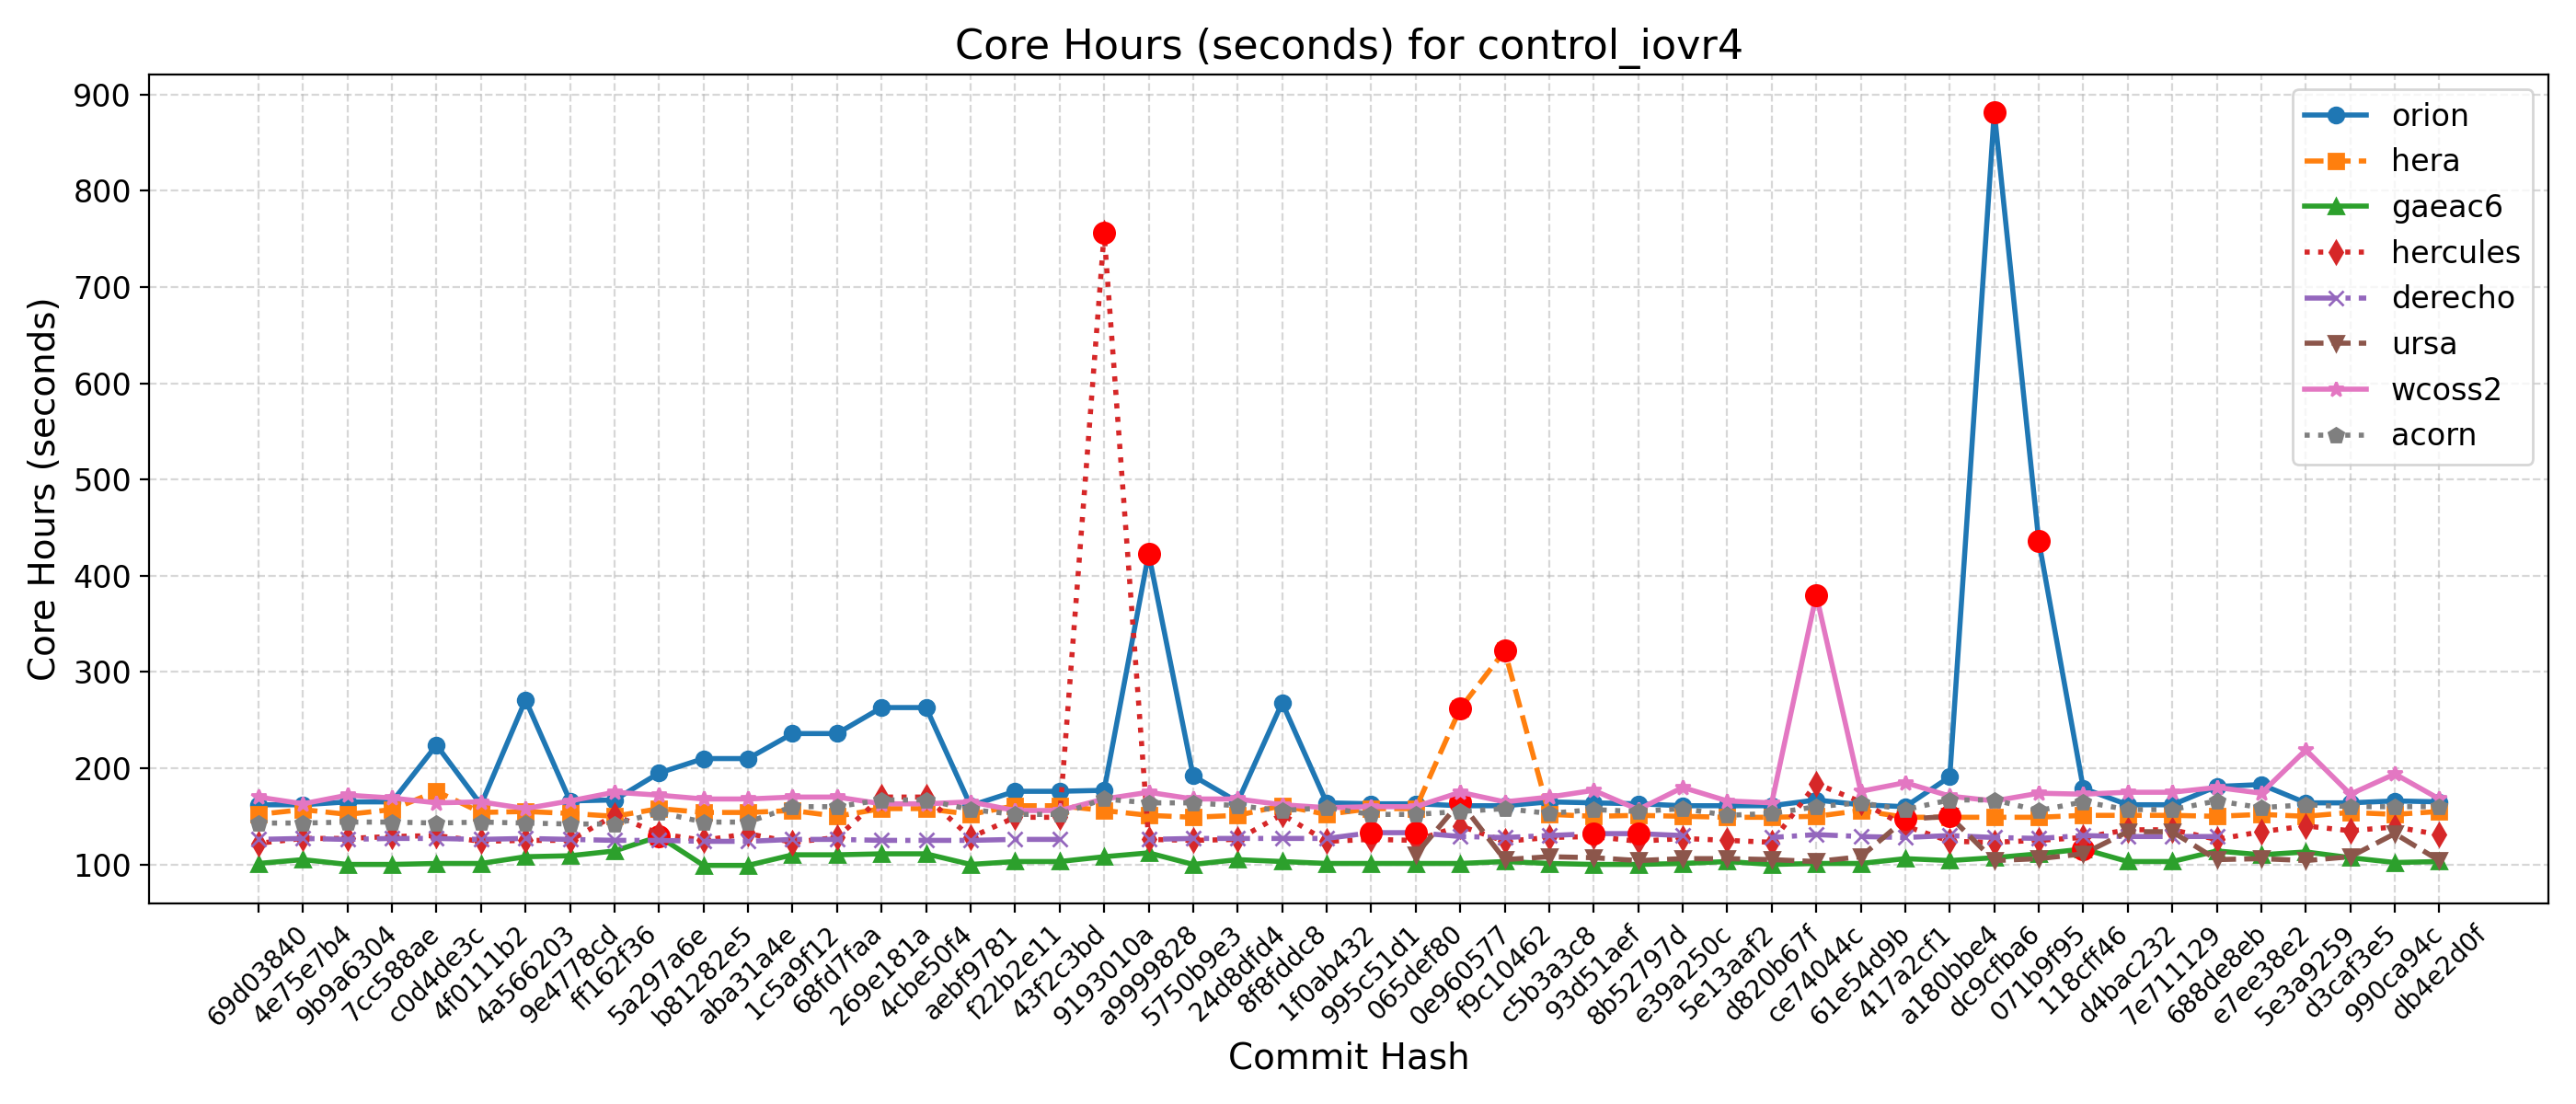 Core Hours (seconds) for control_iovr4
Core Hours (seconds)
900
800
700
600
500
400
300
200
100
orion
hera
gaeac6
hercules
derecho
ursa
wcoss2
acorn
69d03840
4e75e7b4
9b9a6304
7cc588ae
c0d4de3c
4f0111b2
4a566203
9e4778cd
ff162f36
5a297a6e
b81282e5
aba31a4e
1c5a9f12
68fd7faa
269e181a
4cbe50f4
aebf9781
f22b2e11
43f2c3bd
9193010a
a9999828
5750b9e3
24d8dfd4
8f8fddc8
1f0ab432
995c51d1
065def80
0e960577
f9c10462
c5b3a3c8
93d51aef
8b52797d
e39a250c
5e13aaf2
d820b67f
ce74044c
61e54d9b
417a2cf1
a180bbe4
dc9cfba6
071b9f95
118cff46
d4bac232
7e711129
688de8eb
e7ee38e2
5e3a9259
d3caf3e5
990ca94c
db4e2d0f
Commit Hash